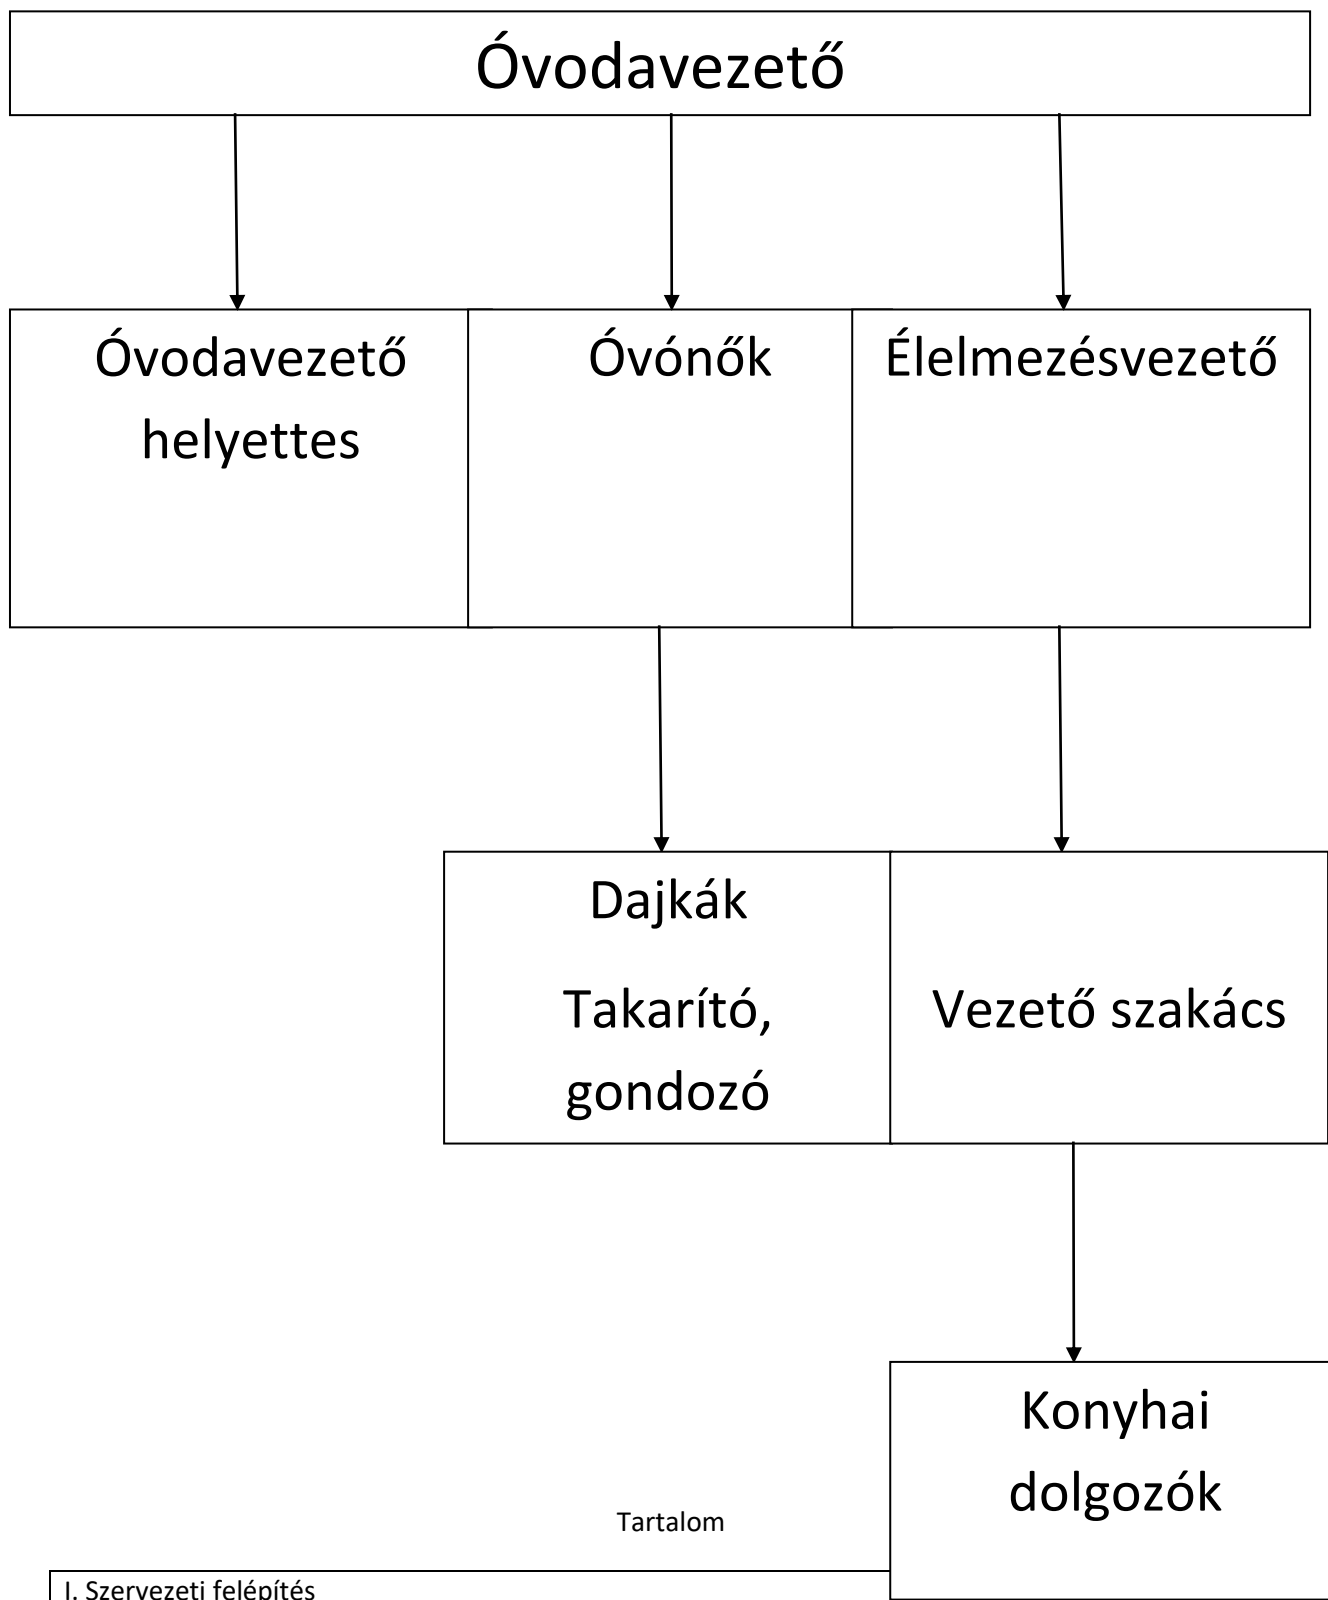 Óvodavezető
Óvodavezető
helyettes
Óvónők
Élelmezésvezető
Dajkák
Takarító,
gondozó
Vezető szakács
Konyhai
dolgozók
Tartalom
I. Szervezeti felépítés